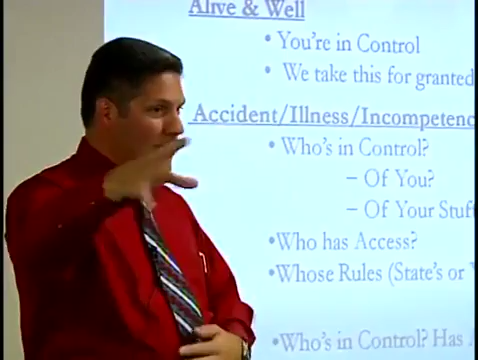 Alive & Well
• You're in Control
• We take this for granted
Accident/Illness/Incompetenc
• Who's in Control?
– Of You?
– Of Your Stuf
• Who has Access?
• Whose Rules (State's or
• Who's in Control? Has